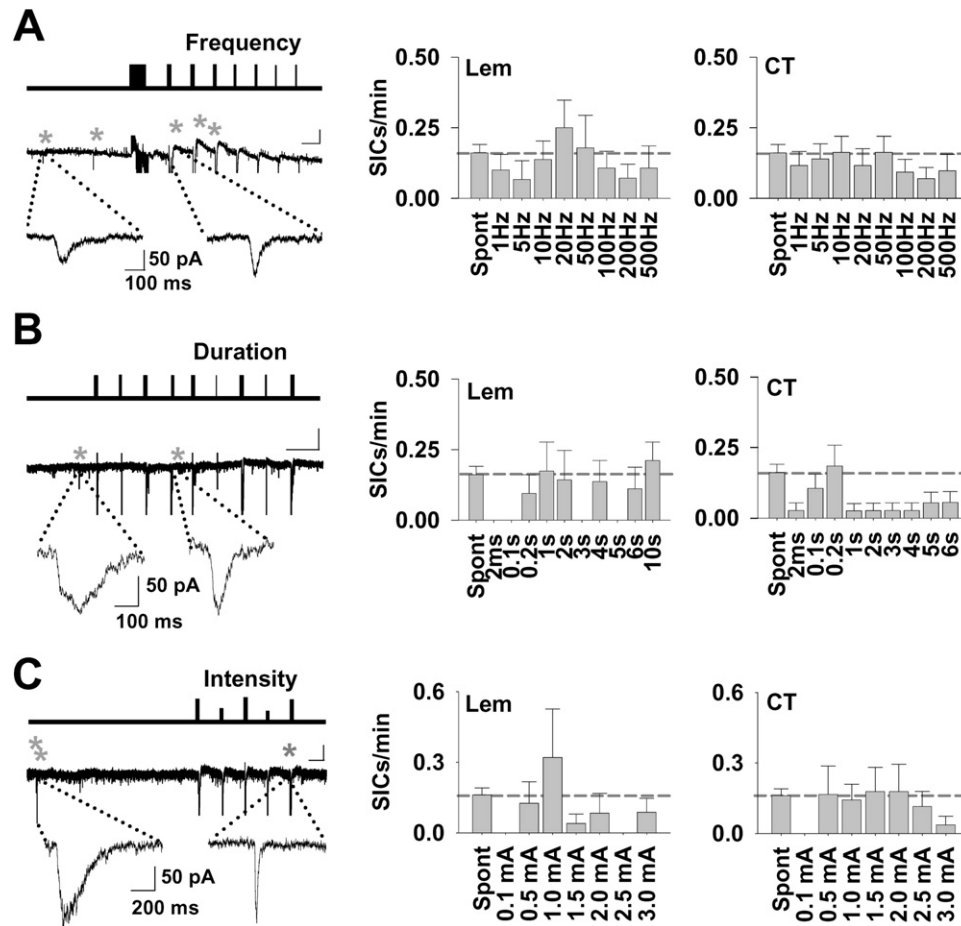 A
Frequency
*
*
*
*
*
50 pA
100 ms
0.50
0.25
0.00
SICs/min
Lem
Spont
1Hz
5Hz
10Hz
20Hz
50Hz
100Hz
200Hz
500Hz
0.50
0.25
0.00
CT
Spont
1Hz
5Hz
10Hz
20Hz
50Hz
100Hz
200Hz
500Hz
B
Duration
*
*
50 pA
100 ms
0.50
0.25
0.00
SICs/min
Lem
Spont
2ms
0.1s
0.2s
1s
2s
3s
4s
5s
6s
10s
0.50
0.25
0.00
CT
Spont
2ms
0.1s
0.2s
1s
2s
3s
4s
5s
6s
C
Intensity
*
*
*
50 pA
200 ms
0.6
0.3
0.0
SICs/min
Lem
Spont
0.1 mA
0.5 mA
1.0 mA
1.5 mA
2.0 mA
2.5 mA
3.0 mA
0.6
0.3
0.0
CT
Spont
0.1 mA
0.5 mA
1.0 mA
1.5 mA
2.0 mA
2.5 mA
3.0 mA